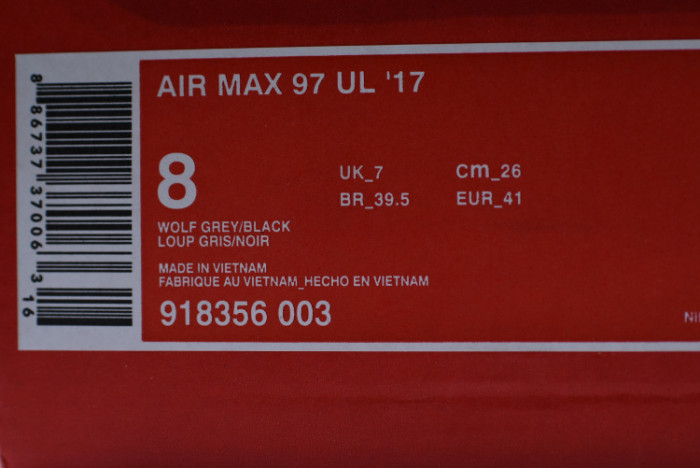 AIR MAX 97 UL '17
8
UK_7
cm_26
BR_39.5
EUR_41
WOLF GREY/BLACK
LOUP GRIS/NOIR
MADE IN VIETNAM
FABRIQUE AU VIETNAM_HECHO EN VIETNAM
918356 003
8 86737 37006 3 16